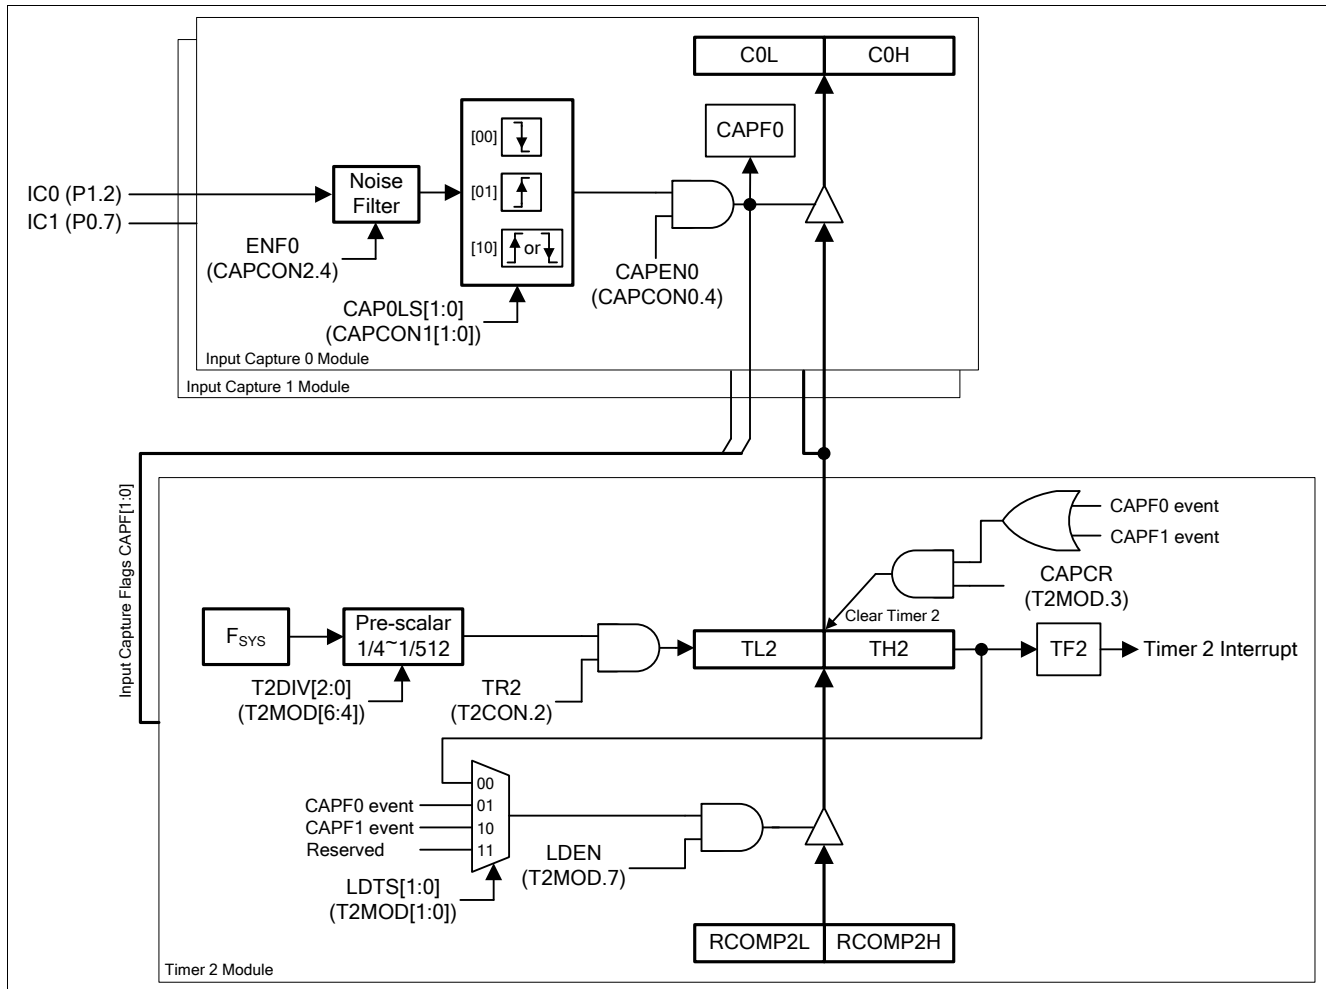 C0L C0H
CAPF0
[00]
IC0 (P1.2)
IC1 (P0.7)
Noise
Filter
[01]
[10] or
ENF0
(CAPCON2.4)
CAPEN0
(CAPCON0.4)
CAP0LS[1:0]
(CAPCON1[1:0])
Input Capture 0 Module
Input Capture 1 Module
Input Capture Flags CAPF[1:0]
CAPF0 event
CAPF1 event
CAPCR
(T2MOD.3)
Clear Timer 2
FSYS
Pre-scalar
1/4~1/512
TL2 TH2
TF2
Timer 2 Interrupt
T2DIV[2:0]
(T2MOD[6:4])
TR2
(T2CON.2)
00
CAPF0 event 01
CAPF1 event 10
Reserved 11
LDEN
(T2MOD.7)
LDTS[1:0]
(T2MOD[1:0])
RCOMP2L RCOMP2H
Timer 2 Module